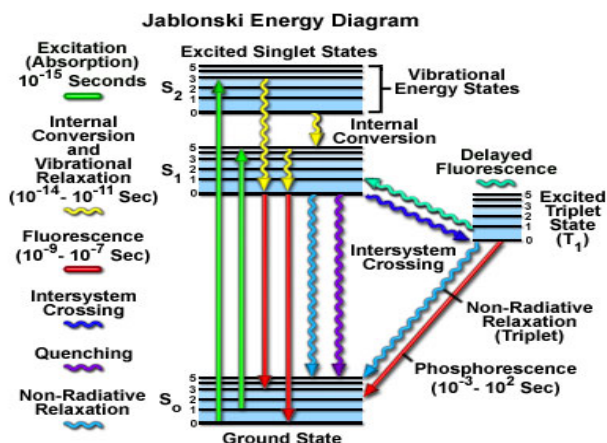 Jablonski Energy Diagram
Excitation
(Absorption)
10-15 Seconds
Internal
Conversion
and
Vibrational
Relaxation
(10-14 - 10-11 Sec)
Fluorescence
(10-9 - 10-7 Sec)
Intersystem
Crossing
Quenching
Non-Radiative
Relaxation
Excited Singlet States
S2
5
4
3
2
1
0
Vibrational
Energy States
Internal
Conversion
S1
5
4
3
2
1
0
Delayed
Fluorescence
5
4
3
2
1
0
Excited
Triplet
State
(T1)
Intersystem
Crossing
Non-Radiative
Relaxation
(Triplet)
Phosphorescence
(10-3 - 102 Sec)
So
5
4
3
2
1
0
Ground State